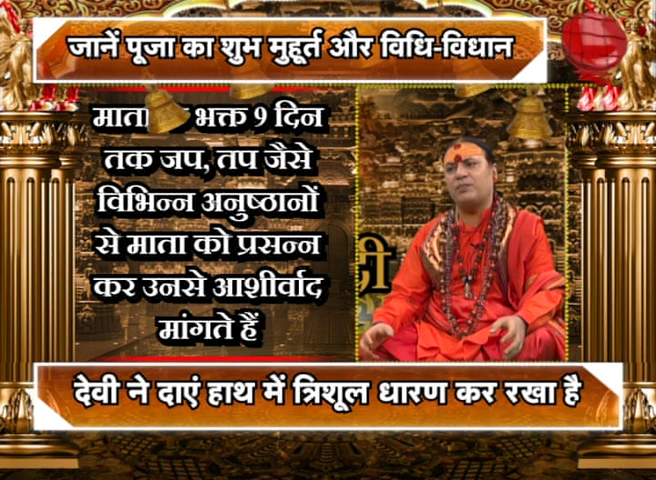 जानें पूजा का शुभ मुहूर्त और विधि-विधान
माता भक्त 9 दिन
तक जप, तप जैसे
विभिन्न अनुष्ठानों
से माता को प्रसन्न
कर उनसे आशीर्वाद
मांगते हैं
देवी ने दाएं हाथ में त्रिशूल धारण कर रखा है